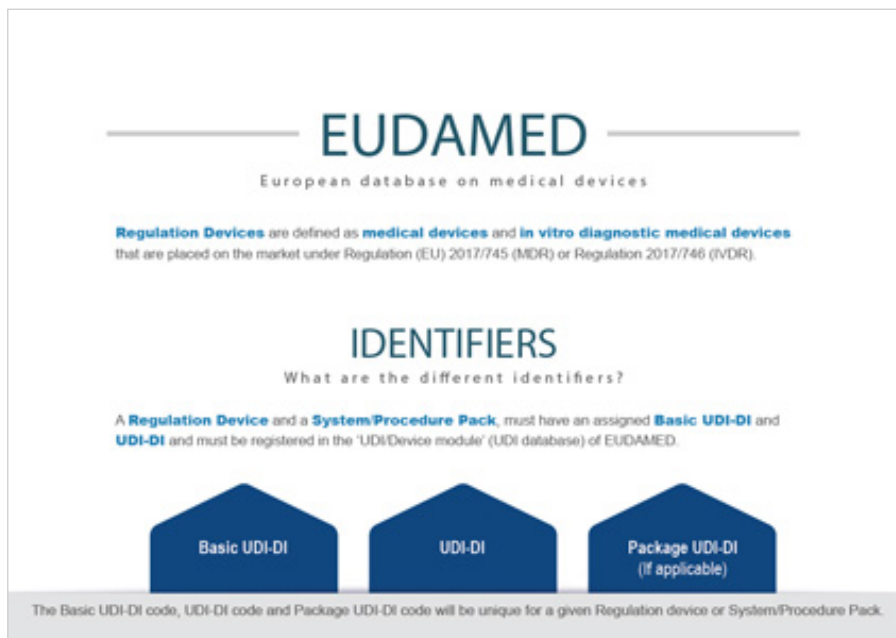 EUDAMED
European database on medical devices
Regulation Devices are defined as medical devices and in vitro diagnostic medical devices
that are placed on the market under Regulation (EU) 2017/745 (MDR) or Regulation 2017/746 (IVDR).
IDENTIFIERS
What are the different identifiers?
A Regulation Device and a System/Procedure Pack, must have an assigned Basic UDI-DI and
UDI-DI and must be registered in the 'UDI/Device module' (UDI database) of EUDAMED.
Basic UDI-DI
UDI-DI
Package UDI-DI
(If applicable)
The Basic UDI-DI code, UDI-DI code and Package UDI-DI code will be unique for a given Regulation device or System/Procedure Pack.